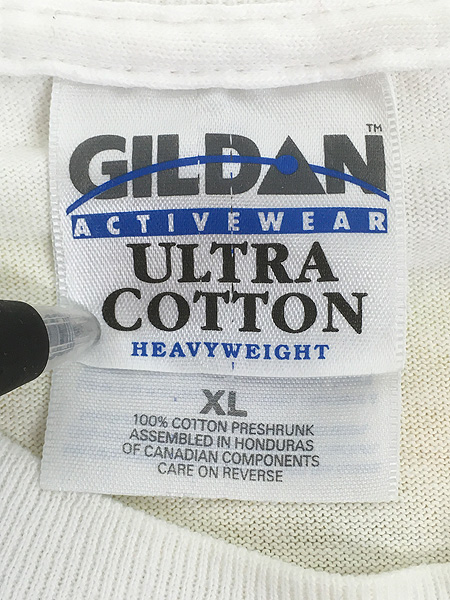 GILDAN™
ACTIVEWEAR
ULTRA
COTTON
HEAVYWEIGHT
XL
100% COTTON PRESHRUNK
ASSEMBLED IN HONDURAS
OF CANADIAN COMPONENTS
CARE ON REVERSE